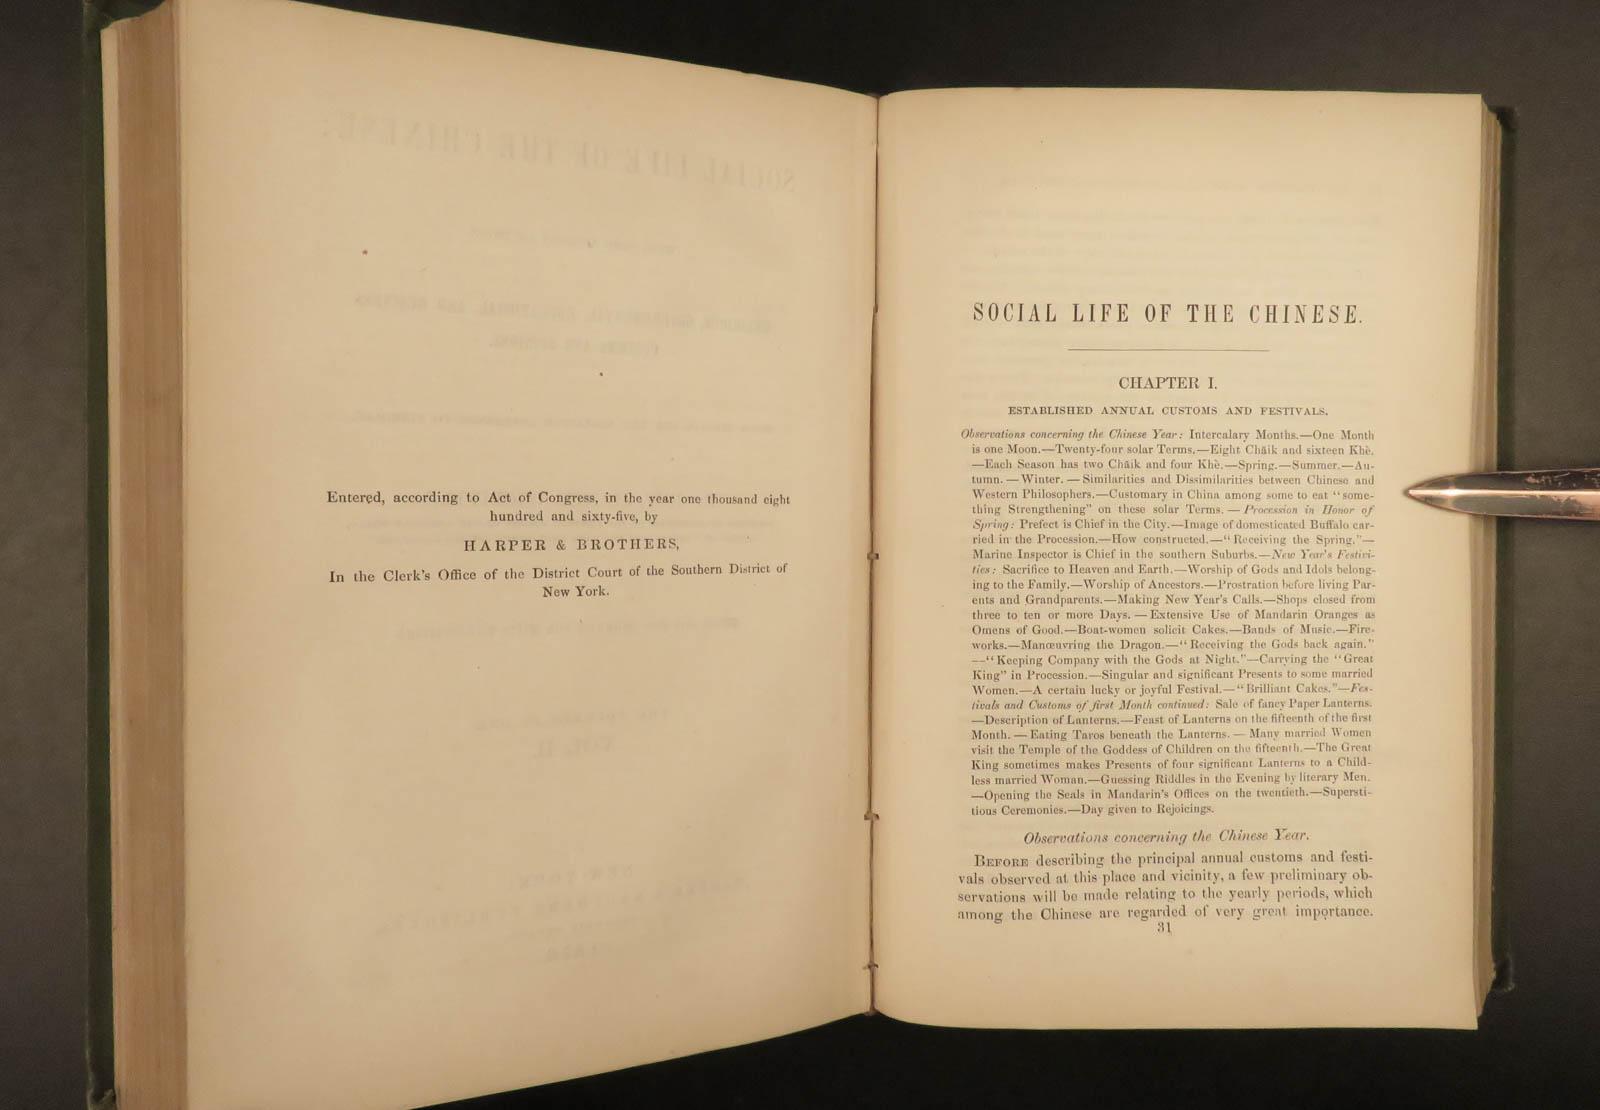 Entered, according to Act of Congress, in the year one thousand eight
hundred and sixty-five, by
HARPER & BROTHERS,
In the Clerk's Office of the District Court of the Southern District of
New York.
SOCIAL LIFE OF THE CHINESE.
CHAPTER I.
ESTABLISHED ANNUAL CUSTOMS AND FESTIVALS.
Observations concerning the Chinese Year: Intercalary Months.—One Month
is one Moon.—Twenty-four solar Terms.—Eight Chäik and sixteen Khè.
—Each Season has two Chäik and four Khè.—Spring.—Summer.—Au-
tumn.—Winter.—Similarities and Dissimilarities between Chinese and
Western Philosophers.—Customary in China among some to eat "some-
thing Strengthening" on these solar Terms.—Procession in Honor of
Spring: Prefect is Chief in the City.—Image of domesticated Buffalo car-
ried in the Procession.—How constructed.—"Receiving the Spring."—
Marine Inspector is Chief in the southern Suburbs.—New Year's Festivi-
ties: Sacrifice to Heaven and Earth.—Worship of Gods and Idols belong-
ing to the Family.—Worship of Ancestors.—Prostration before living Par-
ents and Grandparents.—Making New Year's Calls.—Shops closed from
three to ten or more Days.—Extensive Use of Mandarin Oranges as
Omens of Good.—Boat-women solicit Cakes.—Bands of Music.—Fire-
works.—Manœuvring the Dragon.—"Receiving the Gods back again."
—"Keeping Company with the Gods at Night."—Carrying the "Great
King" in Procession.—Singular and significant Presents to some married
Women.—A certain lucky or joyful Festival.—"Brilliant Cakes."—Fes-
tivals and Customs of first Month continued: Sale of fancy Paper Lanterns.
—Description of Lanterns.—Feast of Lanterns on the fifteenth of the first
Month.—Eating Taros beneath the Lanterns.—Many married Women
visit the Temple of the Goddess of Children on the fifteenth.—The Great
King sometimes makes Presents of four significant Lanterns to a Child-
less married Woman.—Guessing Riddles in the Evening by literary Men.
—Opening the Seals in Mandarin's Offices on the twentieth.—Supersti-
tious Ceremonies.—Day given to Rejoicings.
Observations concerning the Chinese Year.
BEFORE describing the principal annual customs and festi-
vals observed at this place and vicinity, a few preliminary ob-
servations will be made relating to the yearly periods, which
among the Chinese are regarded of very great importance.
31